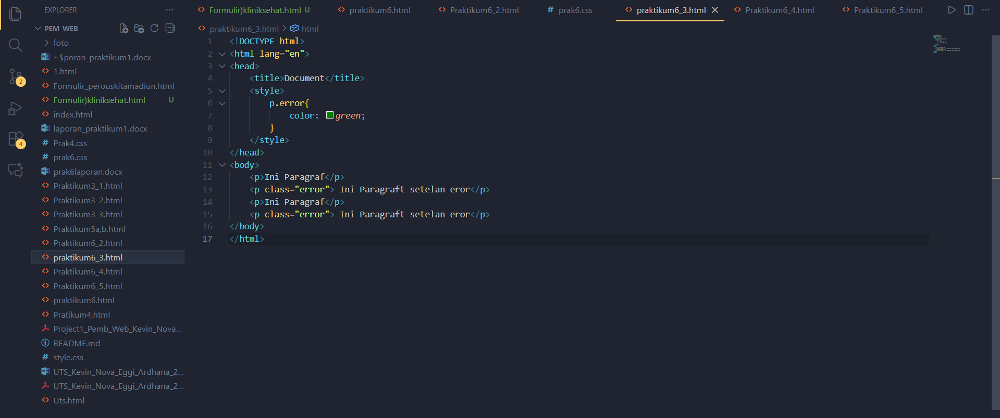 EXPLORER
PEM_WEB
foto
~$poran_praktikum1.docx
1.html
Formulir_perouskitamadiun.html
Formulir)kliniksehat.html U
index.html
laporan_praktikum1.docx
Prak4.css
prak6.css
prak6laporan.docx
Praktikum3_1.html
Praktikum3_2.html
Praktikum3_3.html
Praktikum5a,b.html
Praktikum6_2.html
praktikum6_3.html
Praktikum6_4.html
Praktikum6_5.html
praktikum6.html
Pratikum4.html
Project1_Pemb_Web_Kevin_Nova...
README.md
style.css
UTS_Kevin_Nova_Eggi_Ardhana_2...
UTS_Kevin_Nova_Eggi_Ardhana_2...
Uts.html
2
4
Formulir)kliniksehat.html U praktikum6.html Praktikum6_2.html prak6.css praktikum6_3.html Praktikum6_4.html Praktikum6_5.html
praktikum6_3.html > html
1 <!DOCTYPE html>
2 <html lang="en">
3 <head>
4 <title>Document</title>
5 <style>
6 p.error{
7 color: green;
8 }
9 </style>
10 </head>
11 <body>
12 <p>Ini Paragraf</p>
13 <p class="error"> Ini Paragraft setelan eror</p>
14 <p>Ini Paragraf</p>
15 <p class="error"> Ini Paragraft setelan eror</p>
16 </body>
17 </html>